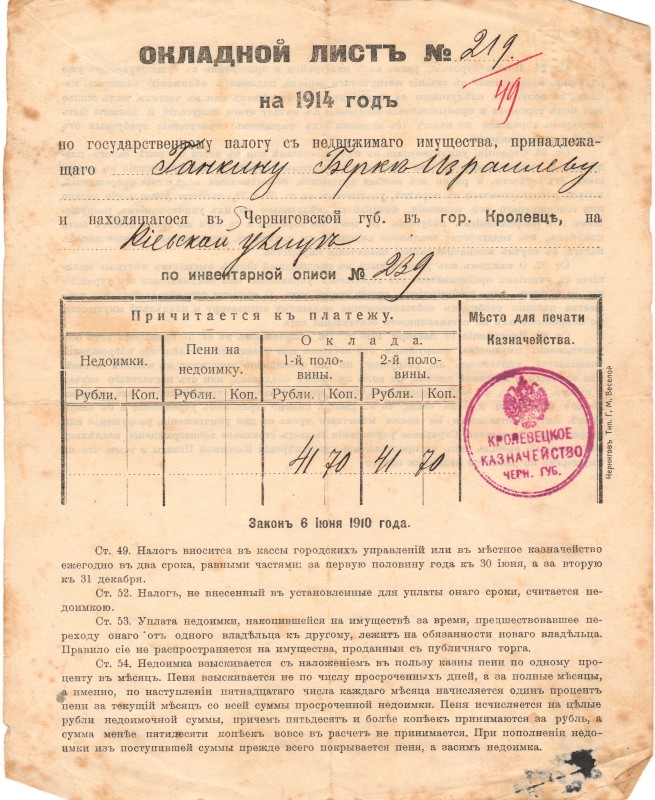 ОКЛАДНОЙ ЛИСТЪ № 219.
49
на 1914 годъ
по государственному налогу съ недвижимаго имущества, принадлежа-
щаго Ганкину Берке Израилеву
и находящагося въ Черниговской губ. въ гор. Кролевцѣ, на
Кіевской улицѣ
по инвентарной описи № 239
Причитается къ платежу.
Мѣсто для печати
Казначейства.
Недоимки.
Пени на
недоимку.
Оклада.
1-й поло-
вины.
2-й поло-
вины.
Рубли. Коп. Рубли. Коп. Рубли. Коп. Рубли. Коп.
41 70 41 70
КРОЛЕВЕЦКОЕ
КАЗНАЧЕЙСТВО
ЧЕРН. ГУБ.
Черниговъ Тип. Г. М. Веселой
Законъ 6 іюня 1910 года.
Ст. 49. Налогъ вносится въ кассы городскихъ управленій или въ мѣстное казначейство
ежегодно въ два срока, равными частями: за первую половину года къ 30 іюня, а за вторую
къ 31 декабря.
Ст. 52. Налогъ, не внесенный въ установленные для уплаты онаго сроки, считается не-
доимкою.
Ст. 53. Уплата недоимки, накопившейся на имуществѣ за время, предшествовавшее
переходу онаго отъ одного владѣльца къ другому, лежитъ на обязанности новаго владѣльца.
Правило сіе не распространяется на имущества, проданныя съ публичнаго торга.
Ст. 54. Недоимка взыскивается съ наложеніемъ въ пользу казны пени по одному про-
центу въ мѣсяцъ. Пеня взыскивается не по числу просроченныхъ дней, а за полные мѣсяцы,
а именно, по наступленіи пятнадцатаго числа каждаго мѣсяца начисляется одинъ процентъ
пени за текущій мѣсяцъ со всей суммы просроченной недоимки. Пеня исчисляется на цѣлые
рубли недоимочной суммы, причемъ пятьдесятъ и болѣе копѣекъ принимаются за рубль, а
сумма менѣе пятидесяти копѣекъ вовсе въ расчетъ не принимается. При пополненіи недо-
имки изъ поступившей суммы прежде всего покрывается пеня, а засимъ недоимка.